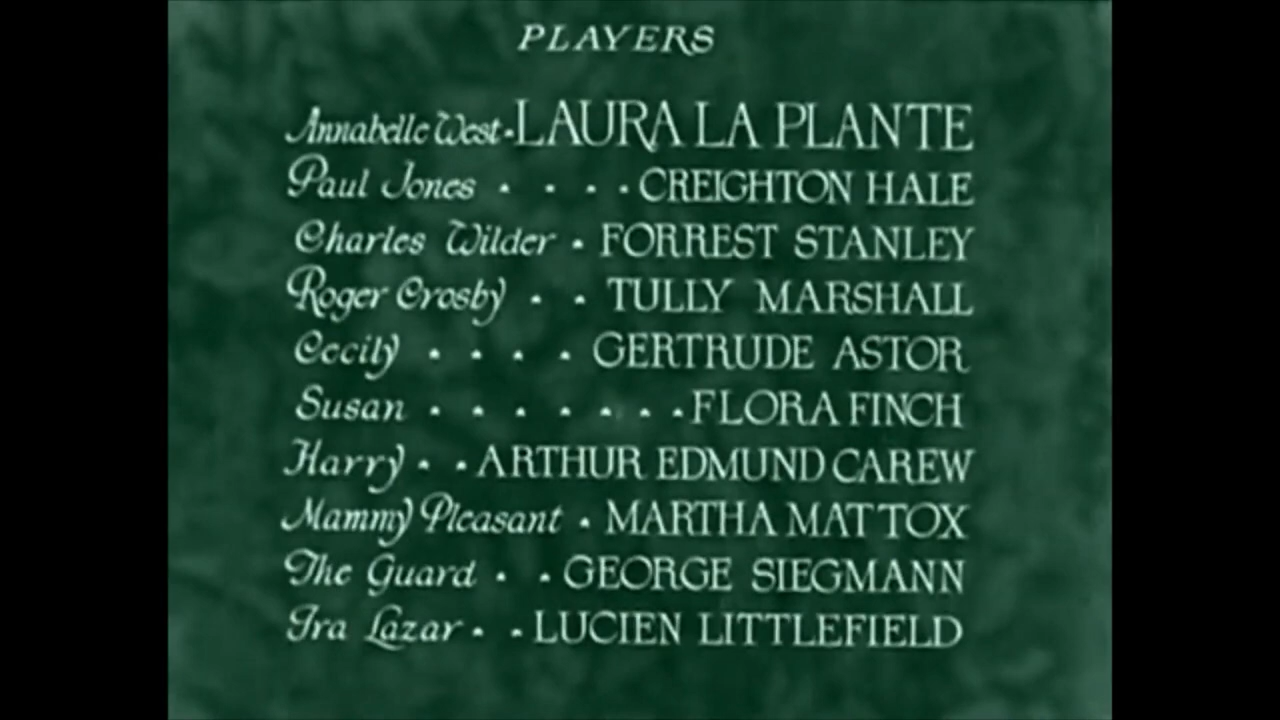 PLAYERS
Annabelle West - LAURA LA PLANTE
Paul Jones . . . . CREIGHTON HALE
Charles Wilder . FORREST STANLEY
Roger Crosby . . TULLY MARSHALL
Cecily . . . . GERTRUDE ASTOR
Susan . . . . . . . FLORA FINCH
Harry . . ARTHUR EDMUND CAREW
Mammy Pleasant . MARTHA MATTOX
The Guard . . GEORGE SIEGMANN
Ira Lazar . . LUCIEN LITTLEFIELD